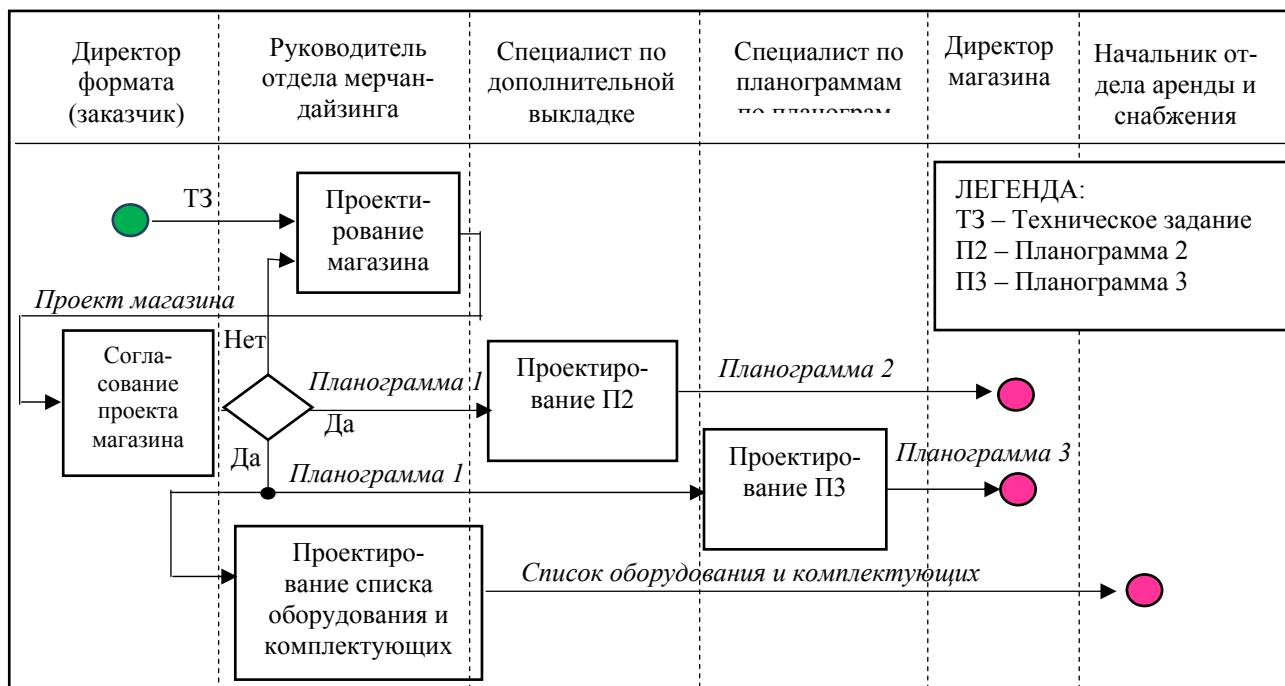 Директор
формата
(заказчик)
Руководитель
отдела мерчан-
дайзинга
Специалист по
дополнительной
выкладке
Специалист по
планограммам
по планограм
Директор
магазина
Начальник от-
дела аренды и
снабжения
ТЗ
Проекти-
рование
магазина
ЛЕГЕНДА:
ТЗ – Техническое задание
П2 – Планограмма 2
П3 – Планограмма 3
Проект магазина
Согла-
сование
проекта
магазина
Нет
Планограмма 1
Да
Проектиро-
вание П2
Планограмма 2
Да
Планограмма 1
Проектиро-
вание П3
Планограмма 3
Проектиро-
вание списка
оборудования и
комплектующих
Список оборудования и комплектующих